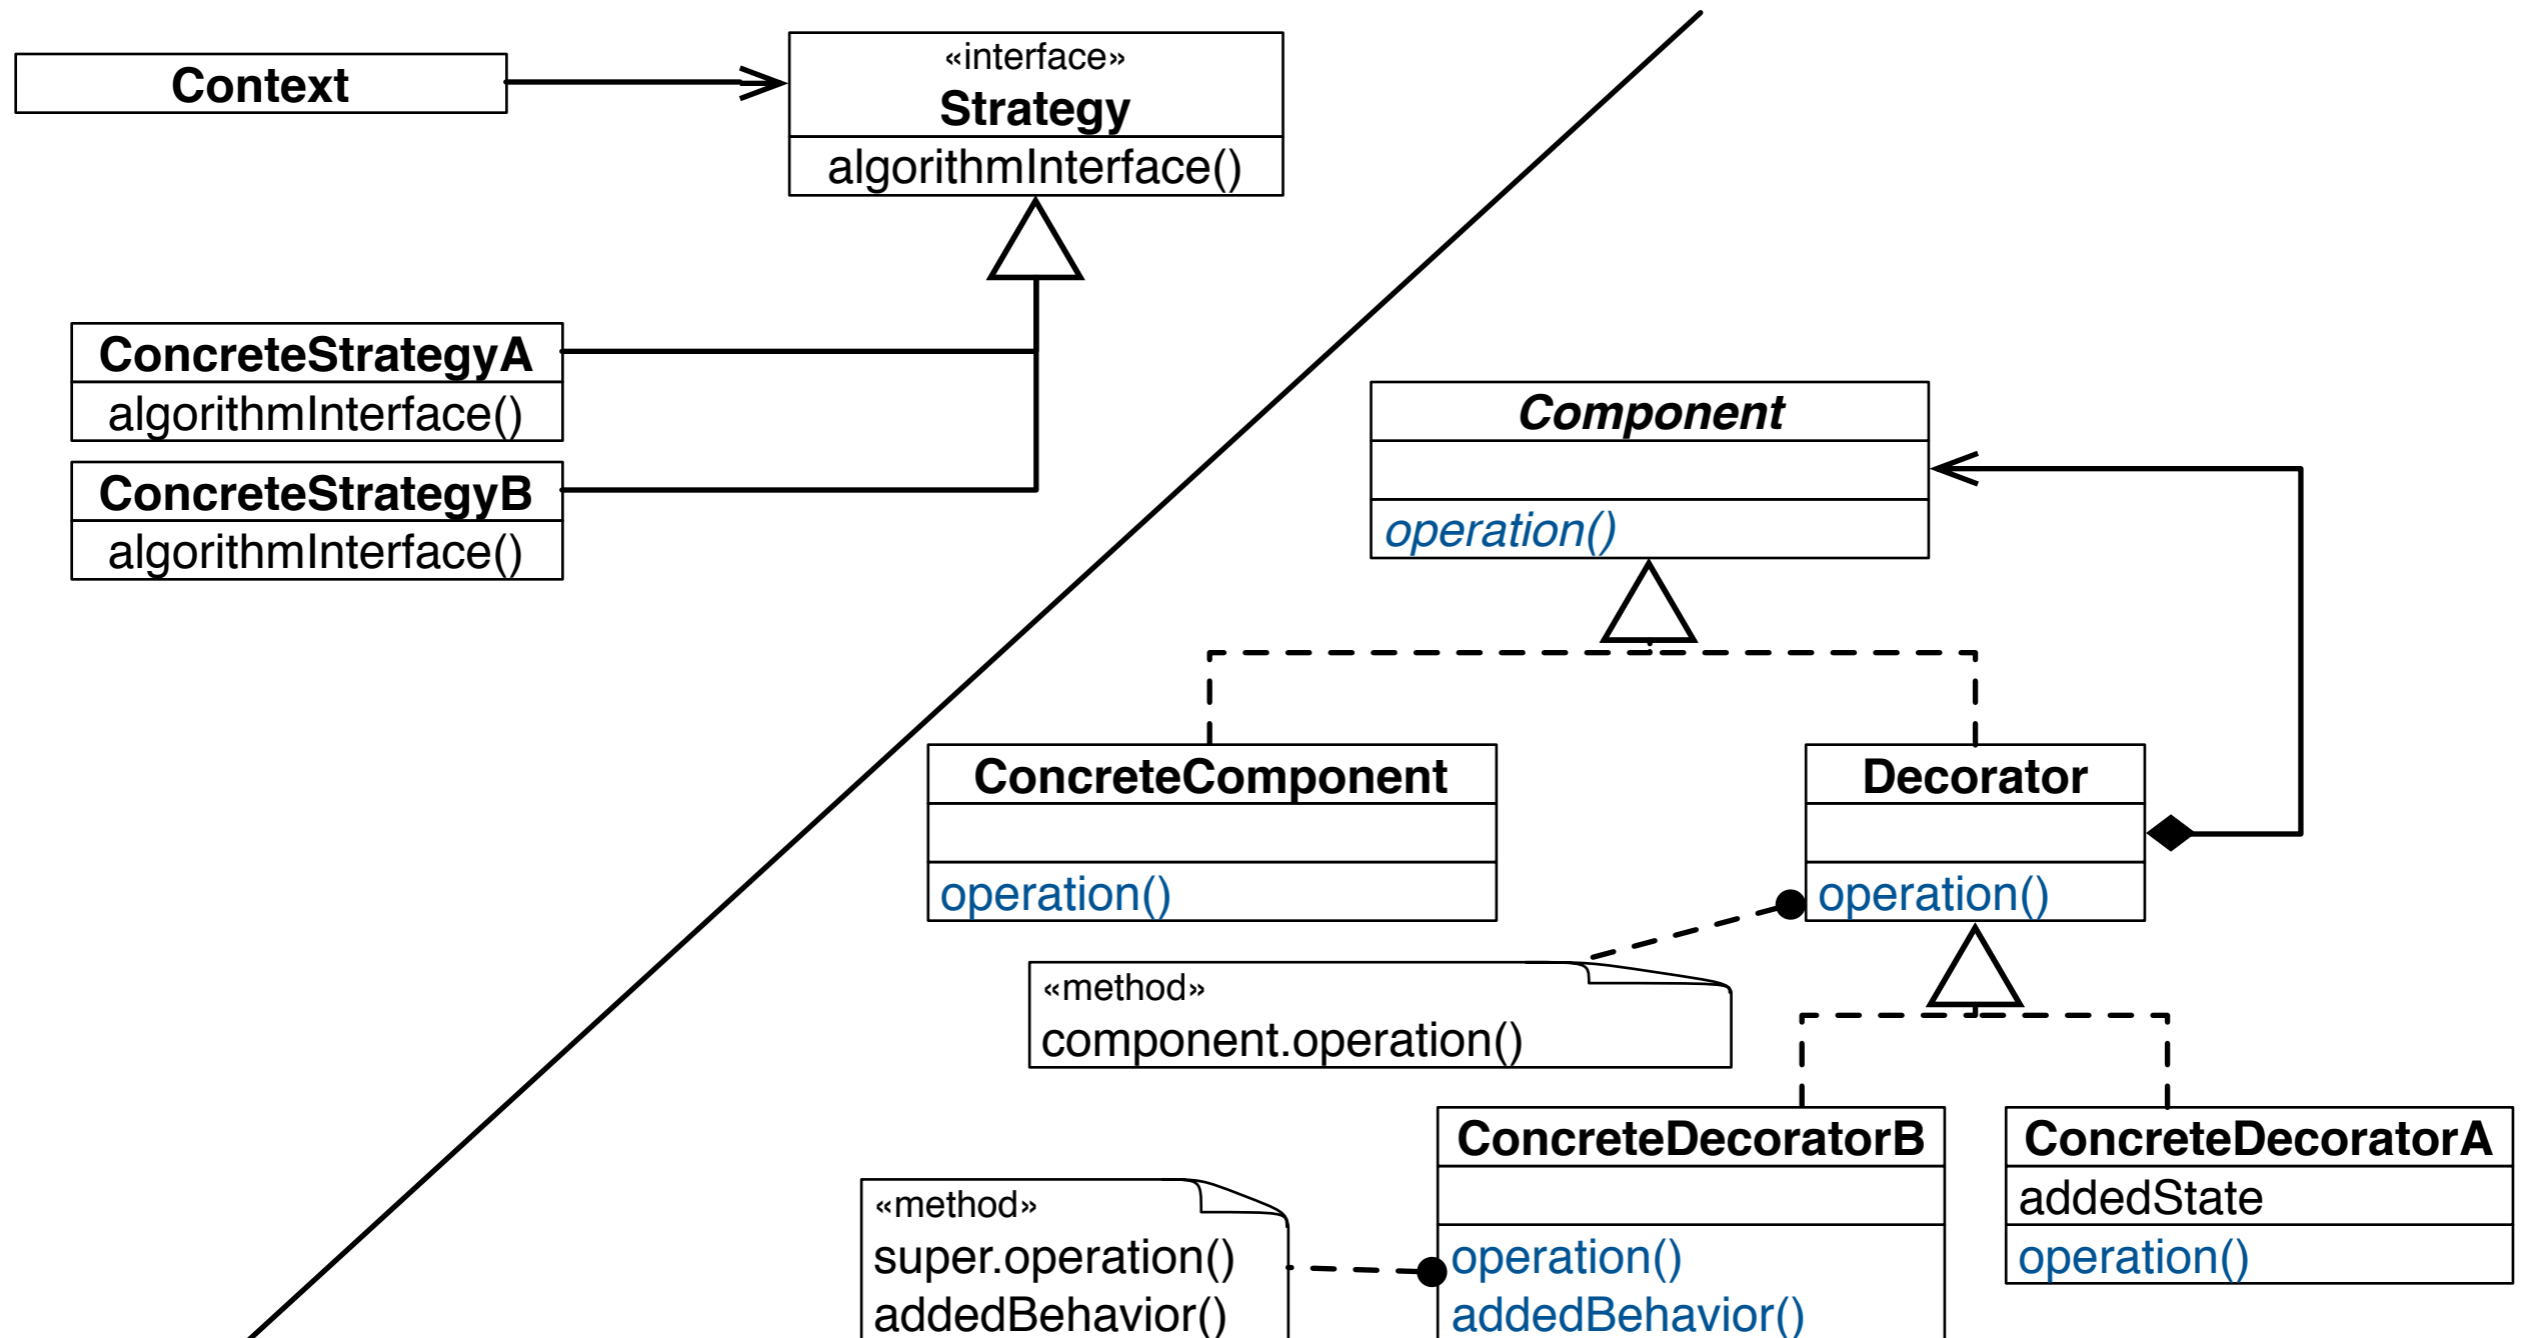 Context
«interface»
Strategy
algorithmInterface()
ConcreteStrategyA
algorithmInterface()
ConcreteStrategyB
algorithmInterface()
Component
operation()
ConcreteComponent
operation()
Decorator
operation()
«method»
component.operation()
ConcreteDecoratorB
operation()
addedBehavior()
ConcreteDecoratorA
addedState
operation()
«method»
super.operation()
addedBehavior()